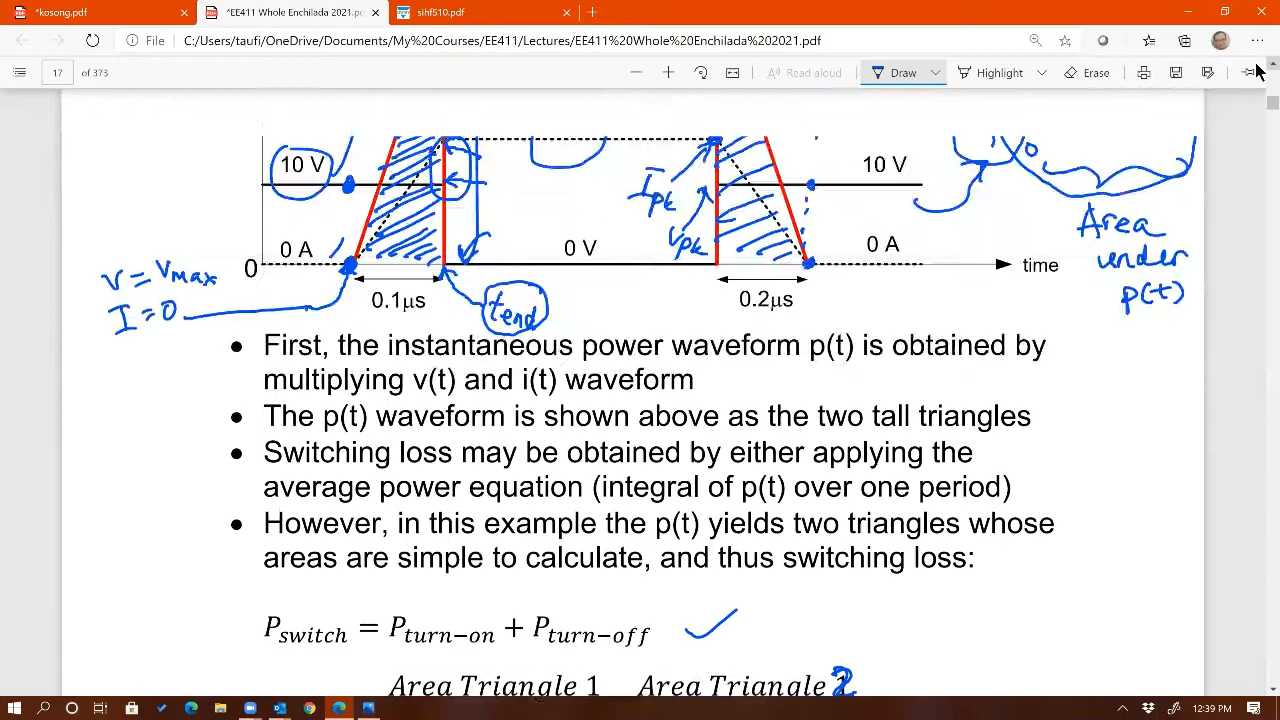 *kosong.pdf
*EE411 Whole Enchilada 2021.pd
sihf510.pdf
File
C:/Users/taufi/OneDrive/Documents/My%20Courses/EE411/Lectures/EE411%20Whole%20Enchilada%202021.pdf
17 of 373
Read aloud
Draw
Highlight
Erase
10 V
Ipk
10 V
Vpk
Area
under
p(t)
0 A
0 V
0 A
0
time
V = Vmax
I = 0
0.1µs
tend
0.2µs
• First, the instantaneous power waveform p(t) is obtained by
multiplying v(t) and i(t) waveform
• The p(t) waveform is shown above as the two tall triangles
• Switching loss may be obtained by either applying the
average power equation (integral of p(t) over one period)
• However, in this example the p(t) yields two triangles whose
areas are simple to calculate, and thus switching loss:
Pswitch = Pturn−on + Pturn−off
Area Triangle 1 Area Triangle 2
12:39 PM